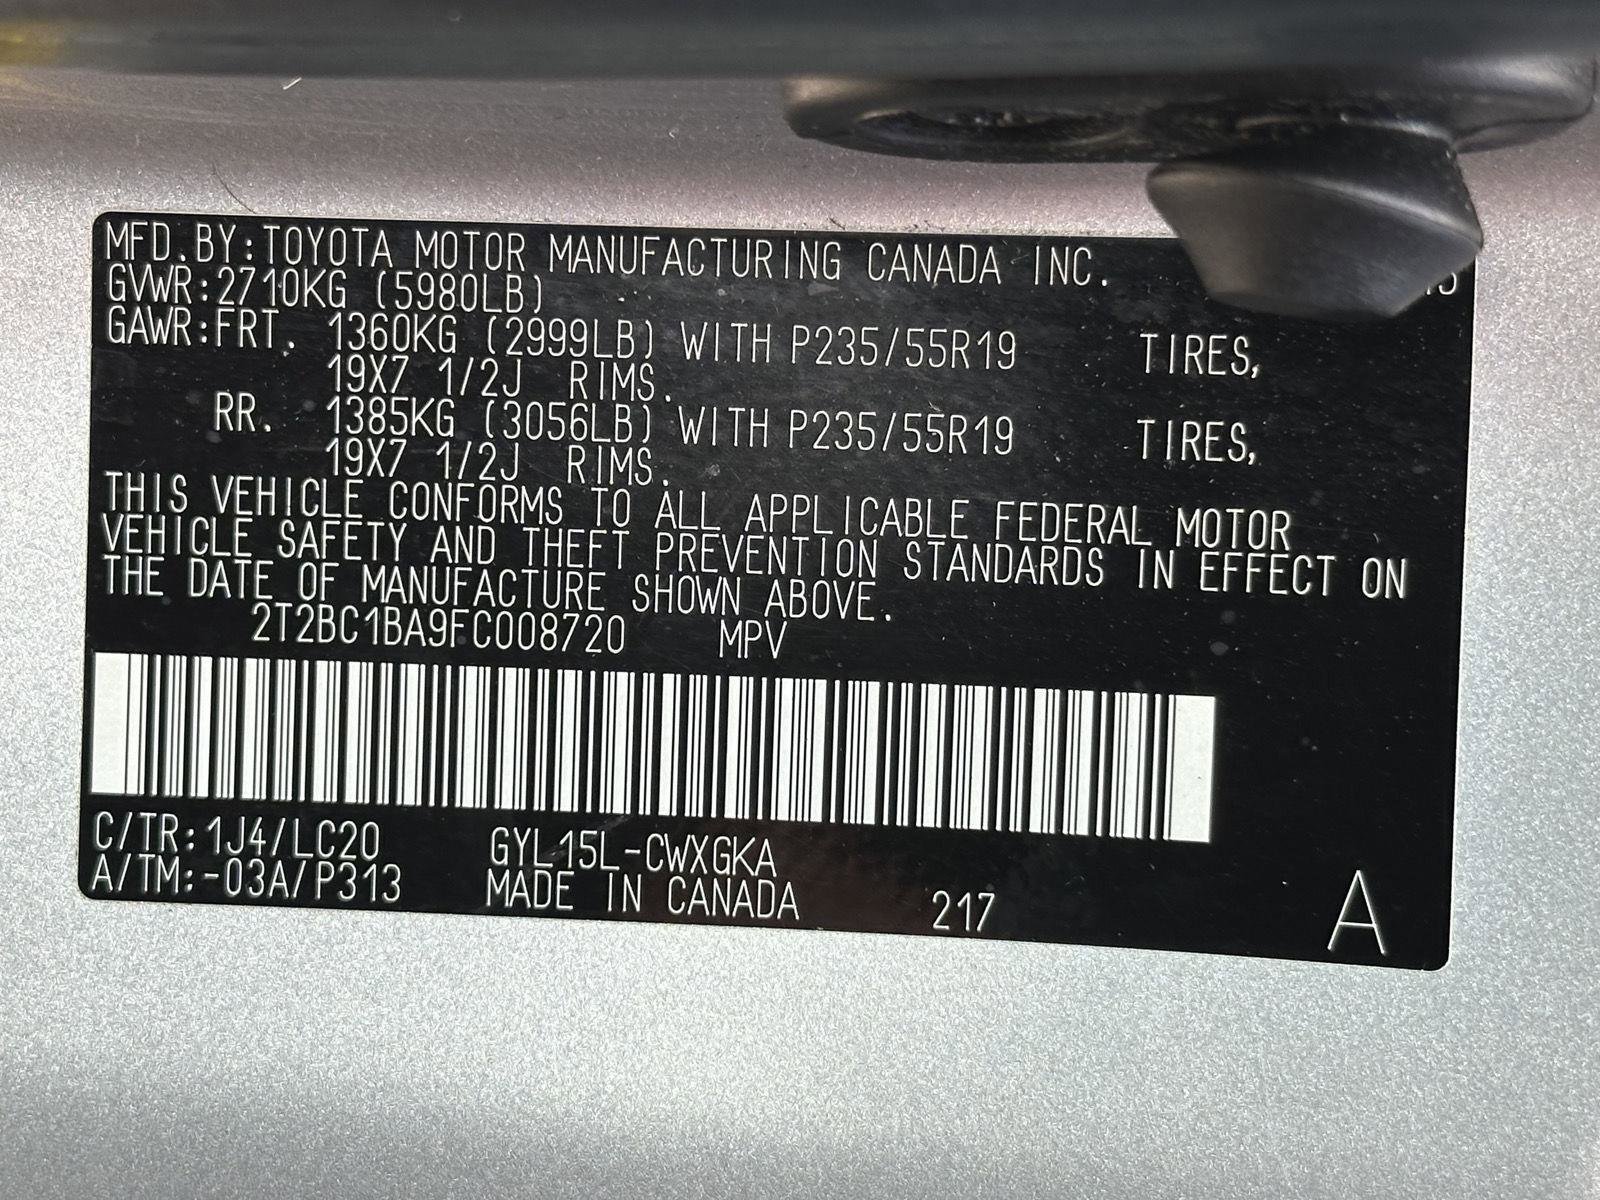 MFD.BY:TOYOTA MOTOR MANUFACTURING CANADA INC.
GVWR:2710KG (5980LB)
GAWR:FRT. 1360KG (2999LB) WITH P235/55R19 TIRES,
19X7 1/2J RIMS.
RR. 1385KG (3056LB) WITH P235/55R19 TIRES,
19X7 1/2J RIMS.
THIS VEHICLE CONFORMS TO ALL APPLICABLE FEDERAL MOTOR
VEHICLE SAFETY AND THEFT PREVENTION STANDARDS IN EFFECT ON
THE DATE OF MANUFACTURE SHOWN ABOVE.
2T2BC1BA9FC008720 MPV
C/TR:1J4/LC20 GYL15L-CWXGKA
A/TM:-03A/P313 MADE IN CANADA 217 A